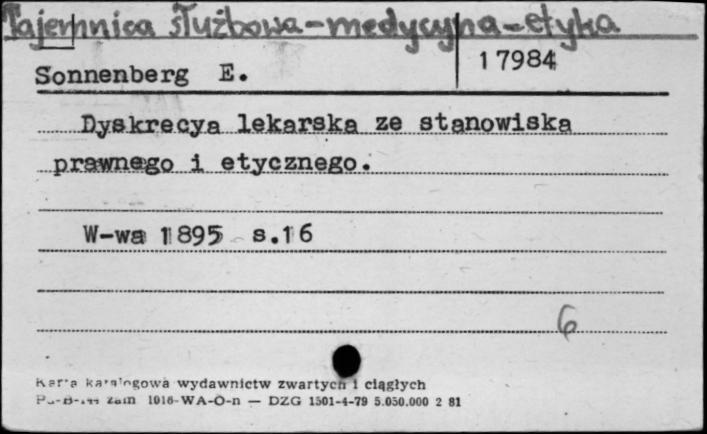 Tajemnica służbowa-medycyna-etyka
17984
Sonnenberg E.
Dyskrecya lekarska ze stanowiska
prawnego i etycznego.
W-wa 1895 s.16
6
Karta katalogowa wydawnictw zwartych i ciągłych
zam 1016-WA-O-n — DZG 1501-4-79 5.050.000 2 81